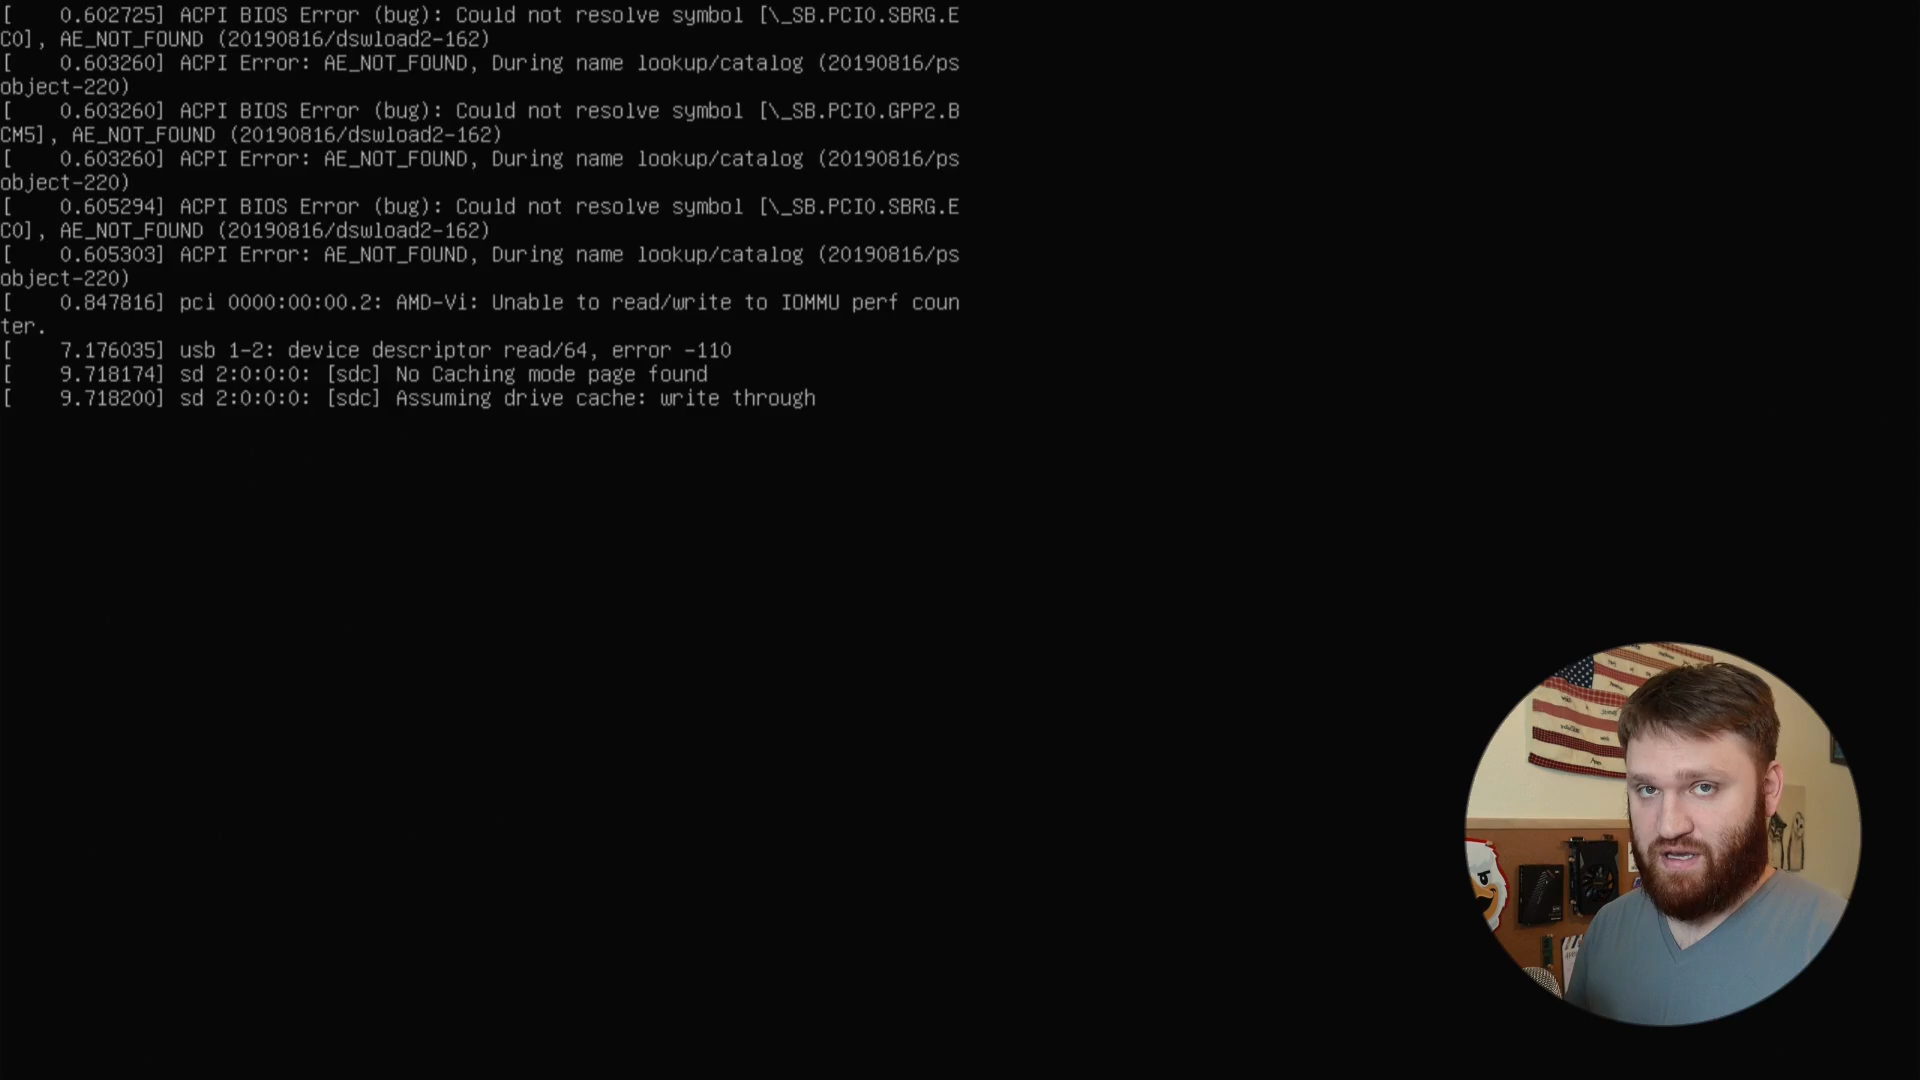 [    0.602725] ACPI BIOS Error (bug): Could not resolve symbol [\_SB.PCI0.SBRG.E
C0], AE_NOT_FOUND (20190816/dswload2-162)
[    0.603260] ACPI Error: AE_NOT_FOUND, During name lookup/catalog (20190816/ps
object-220)
[    0.603260] ACPI BIOS Error (bug): Could not resolve symbol [\_SB.PCI0.GPP2.B
CM5], AE_NOT_FOUND (20190816/dswload2-162)
[    0.603260] ACPI Error: AE_NOT_FOUND, During name lookup/catalog (20190816/ps
object-220)
[    0.605294] ACPI BIOS Error (bug): Could not resolve symbol [\_SB.PCI0.SBRG.E
C0], AE_NOT_FOUND (20190816/dswload2-162)
[    0.605303] ACPI Error: AE_NOT_FOUND, During name lookup/catalog (20190816/ps
object-220)
[    0.847816] pci 0000:00:00.2: AMD-Vi: Unable to read/write to IOMMU perf coun
ter.
[    7.176035] usb 1-2: device descriptor read/64, error -110
[    9.718174] sd 2:0:0:0: [sdc] No Caching mode page found
[    9.718200] sd 2:0:0:0: [sdc] Assuming drive cache: write through